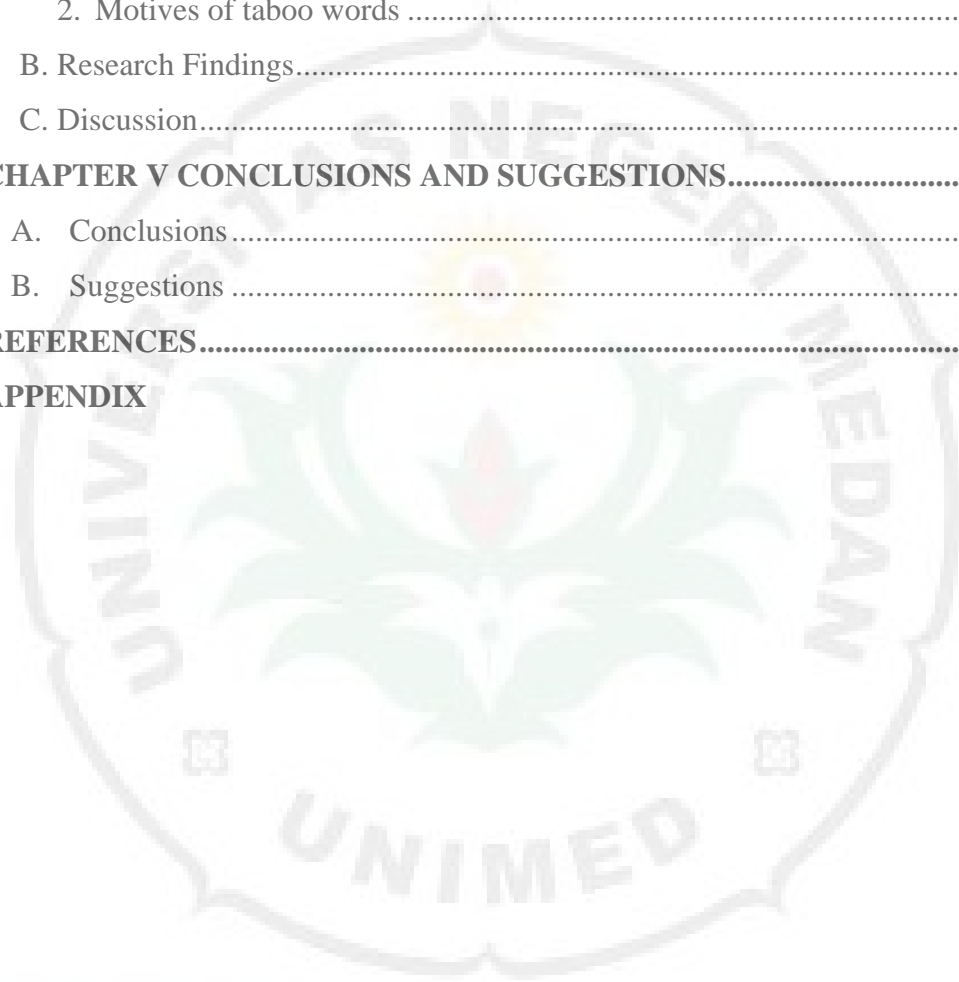 2. Motives of taboo words ........................................................................
B. Research Findings........................................................................
C. Discussion........................................................................
CHAPTER V CONCLUSIONS AND SUGGESTIONS..............................
A. Conclusions........................................................................
B. Suggestions ........................................................................
REFERENCES........................................................................
APPENDIX
UNIVERSITAS NEGERI MEDAN
UNIMED